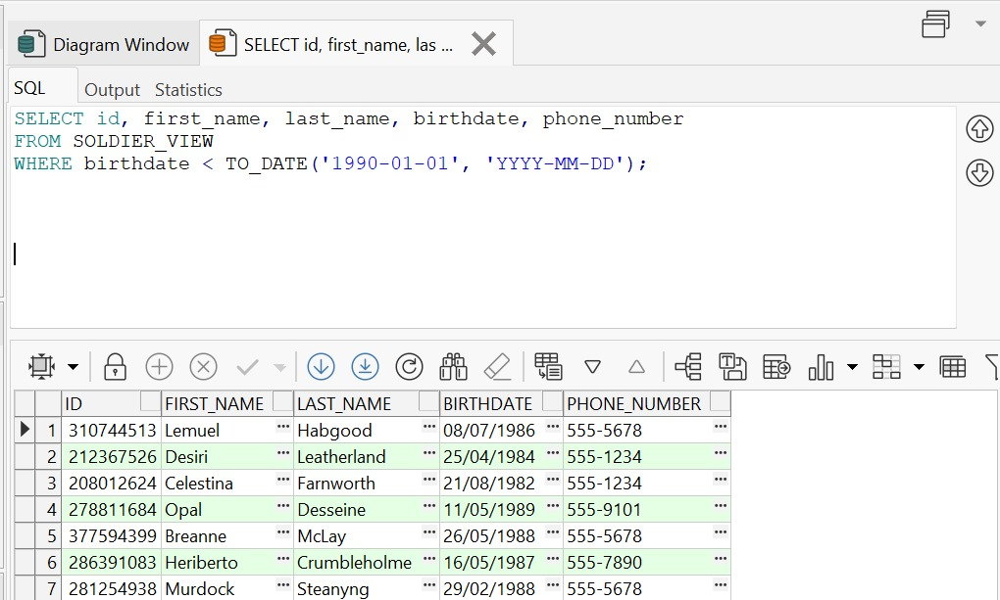 Diagram Window SELECT id, first_name, las ...
SQL Output Statistics
SELECT id, first_name, last_name, birthdate, phone_number
FROM SOLDIER_VIEW
WHERE birthdate < TO_DATE('1990-01-01', 'YYYY-MM-DD');
ID FIRST_NAME LAST_NAME BIRTHDATE PHONE_NUMBER
1 310744513 Lemuel ... Habgood ... 08/07/1986 ... 555-5678 ...
2 212367526 Desiri ... Leatherland ... 25/04/1984 ... 555-1234 ...
3 208012624 Celestina ... Farnworth ... 21/08/1982 ... 555-1234 ...
4 278811684 Opal ... Desseine ... 11/05/1989 ... 555-9101 ...
5 377594399 Breanne ... McLay ... 26/05/1988 ... 555-5678 ...
6 286391083 Heriberto ... Crumbleholme ... 16/05/1987 ... 555-7890 ...
7 281254938 Murdock ... Steanyng ... 29/02/1988 ... 555-5678 ...